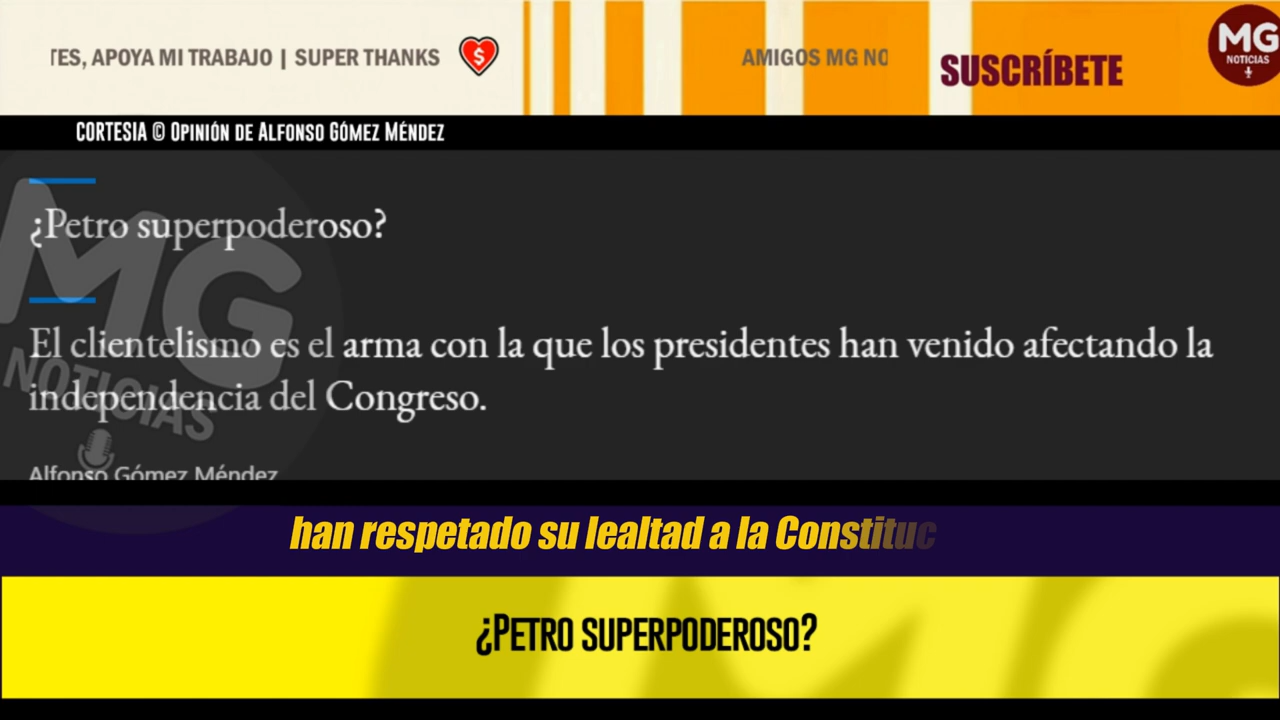 TES, APOYA MI TRABAJO | SUPER THANKS
$
AMIGOS MG NO
SUSCRÍBETE
MG
NOTICIAS
CORTESIA © OPINIÓN DE ALFONSO GÓMEZ MÉNDEZ
¿Petro superpoderoso?
El clientelismo es el arma con la que los presidentes han venido afectando la
independencia del Congreso.
MG
NOTICIAS
Alfonso Gómez Méndez
han respetado su lealtad a la Constituc
¿PETRO SUPERPODEROSO?